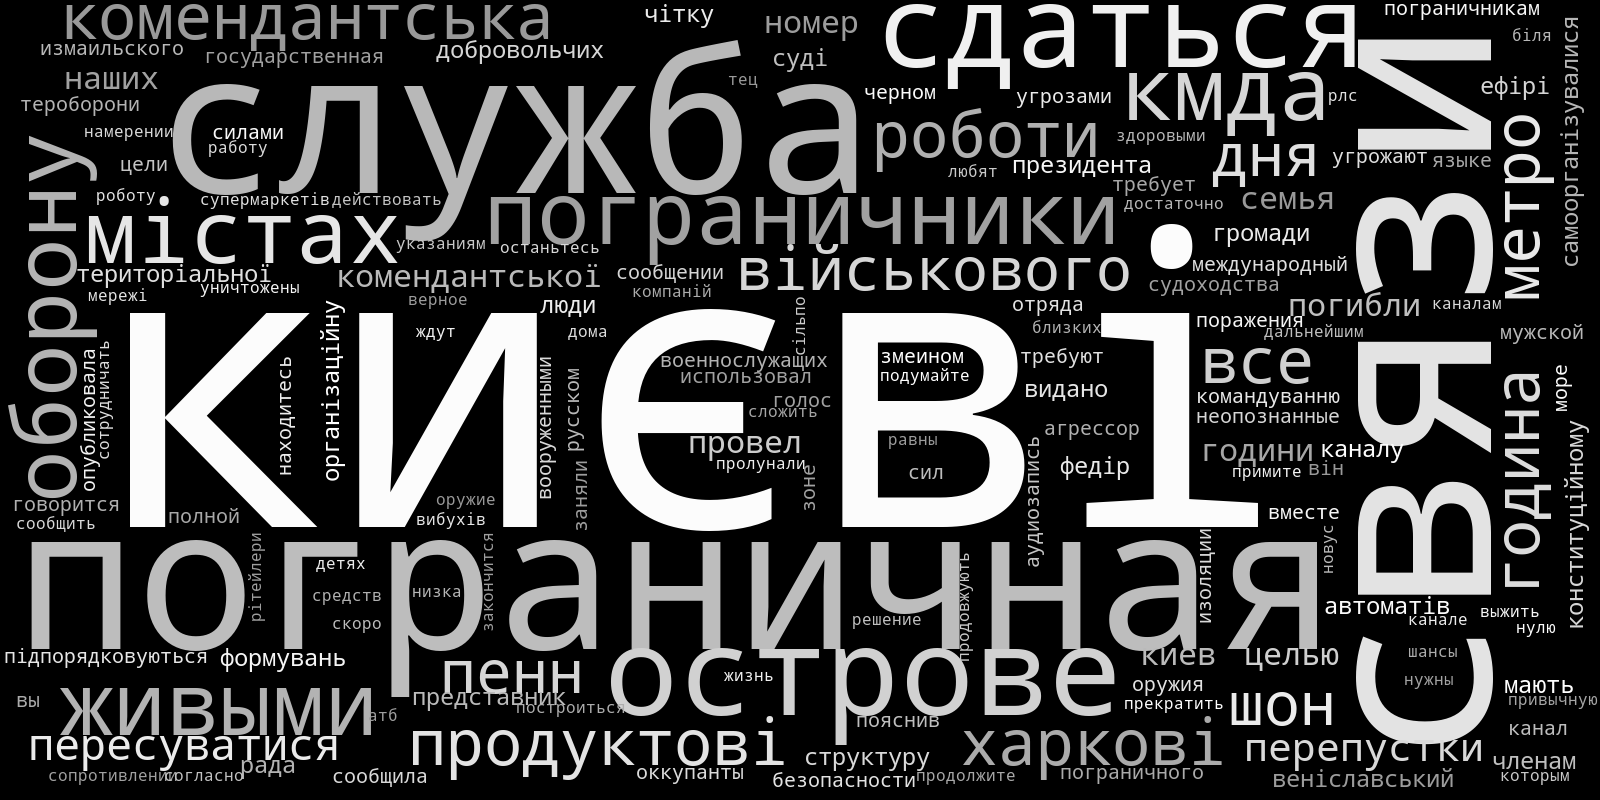 комендантська
чітку
номер
сдаться
пограничникам
біля
измаильского
государственная
добровольчих
суді
наших
служба
тец
черном
угрозами
кмда
рлс
ефірі
самоорганізувалися
тероборони
намерении
силами
работу
роботи
здоровыми
дня
угрожают
языке
цели
любят
президента
требует
достаточно
семья
метро
роботу
супермаркетів
действовать
містах
указаниям
останьтесь
пограничники
громади
международный
територіальної
уничтожены
мережі
комендантської
сообщении
компаній
військового
судоходства
оборону
верное
люди
отряда
погибли
каналам
києві
ждут
дома
сільпо
близких
поражения
дальнейшим
мужской
связи
опубликовала
сотрудничать
находитесь
організаційну
вооруженными
русском
военнослужащих
использовал
голос
сложить
змеином
подумайте
требуют
видано
все
командуванню
неопознанные
море
година
конституційному
провел
пролунали
равны
сил
агрессор
федір
години
каналу
примите
він
говорится
сообщить
полной
оружие
вибухів
заняли
зоне
аудиозапись
вместе
новус
пограничная
рітейлери
детях
средств
скоро
низка
закончится
решение
продовжують
изоляции
автоматів
канале
выжить
нулю
підпорядковуються
формувань
пенн
острове
жизнь
киев
целью
шансы
нужны
вы
живыми
атб
представник
построиться
пояснив
оружия
прекратить
шон
мають
привычную
пересуватися
продуктові
структуру
харкові
перепустки
канал
сопротивлении
согласно
рада
сообщила
оккупанты
безопасности
продолжите
пограничного
веніславський
членам
которым